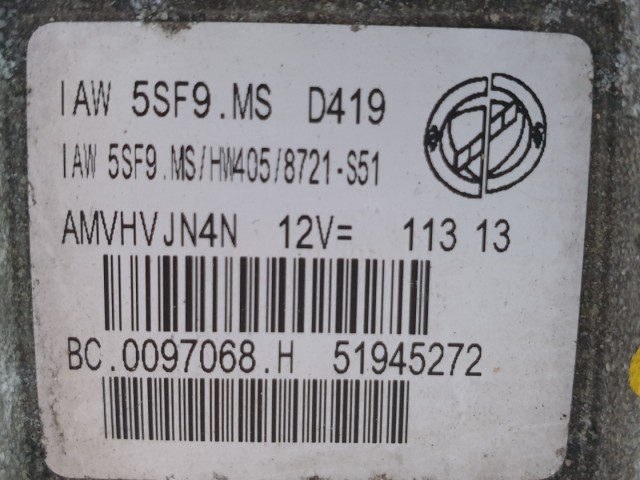 IAW 5SF9.MS D419
IAW 5SF9.MS/HW405/8721-S51
AMVHVJN4N 12V= 113 13
BC.0097068.H 51945272